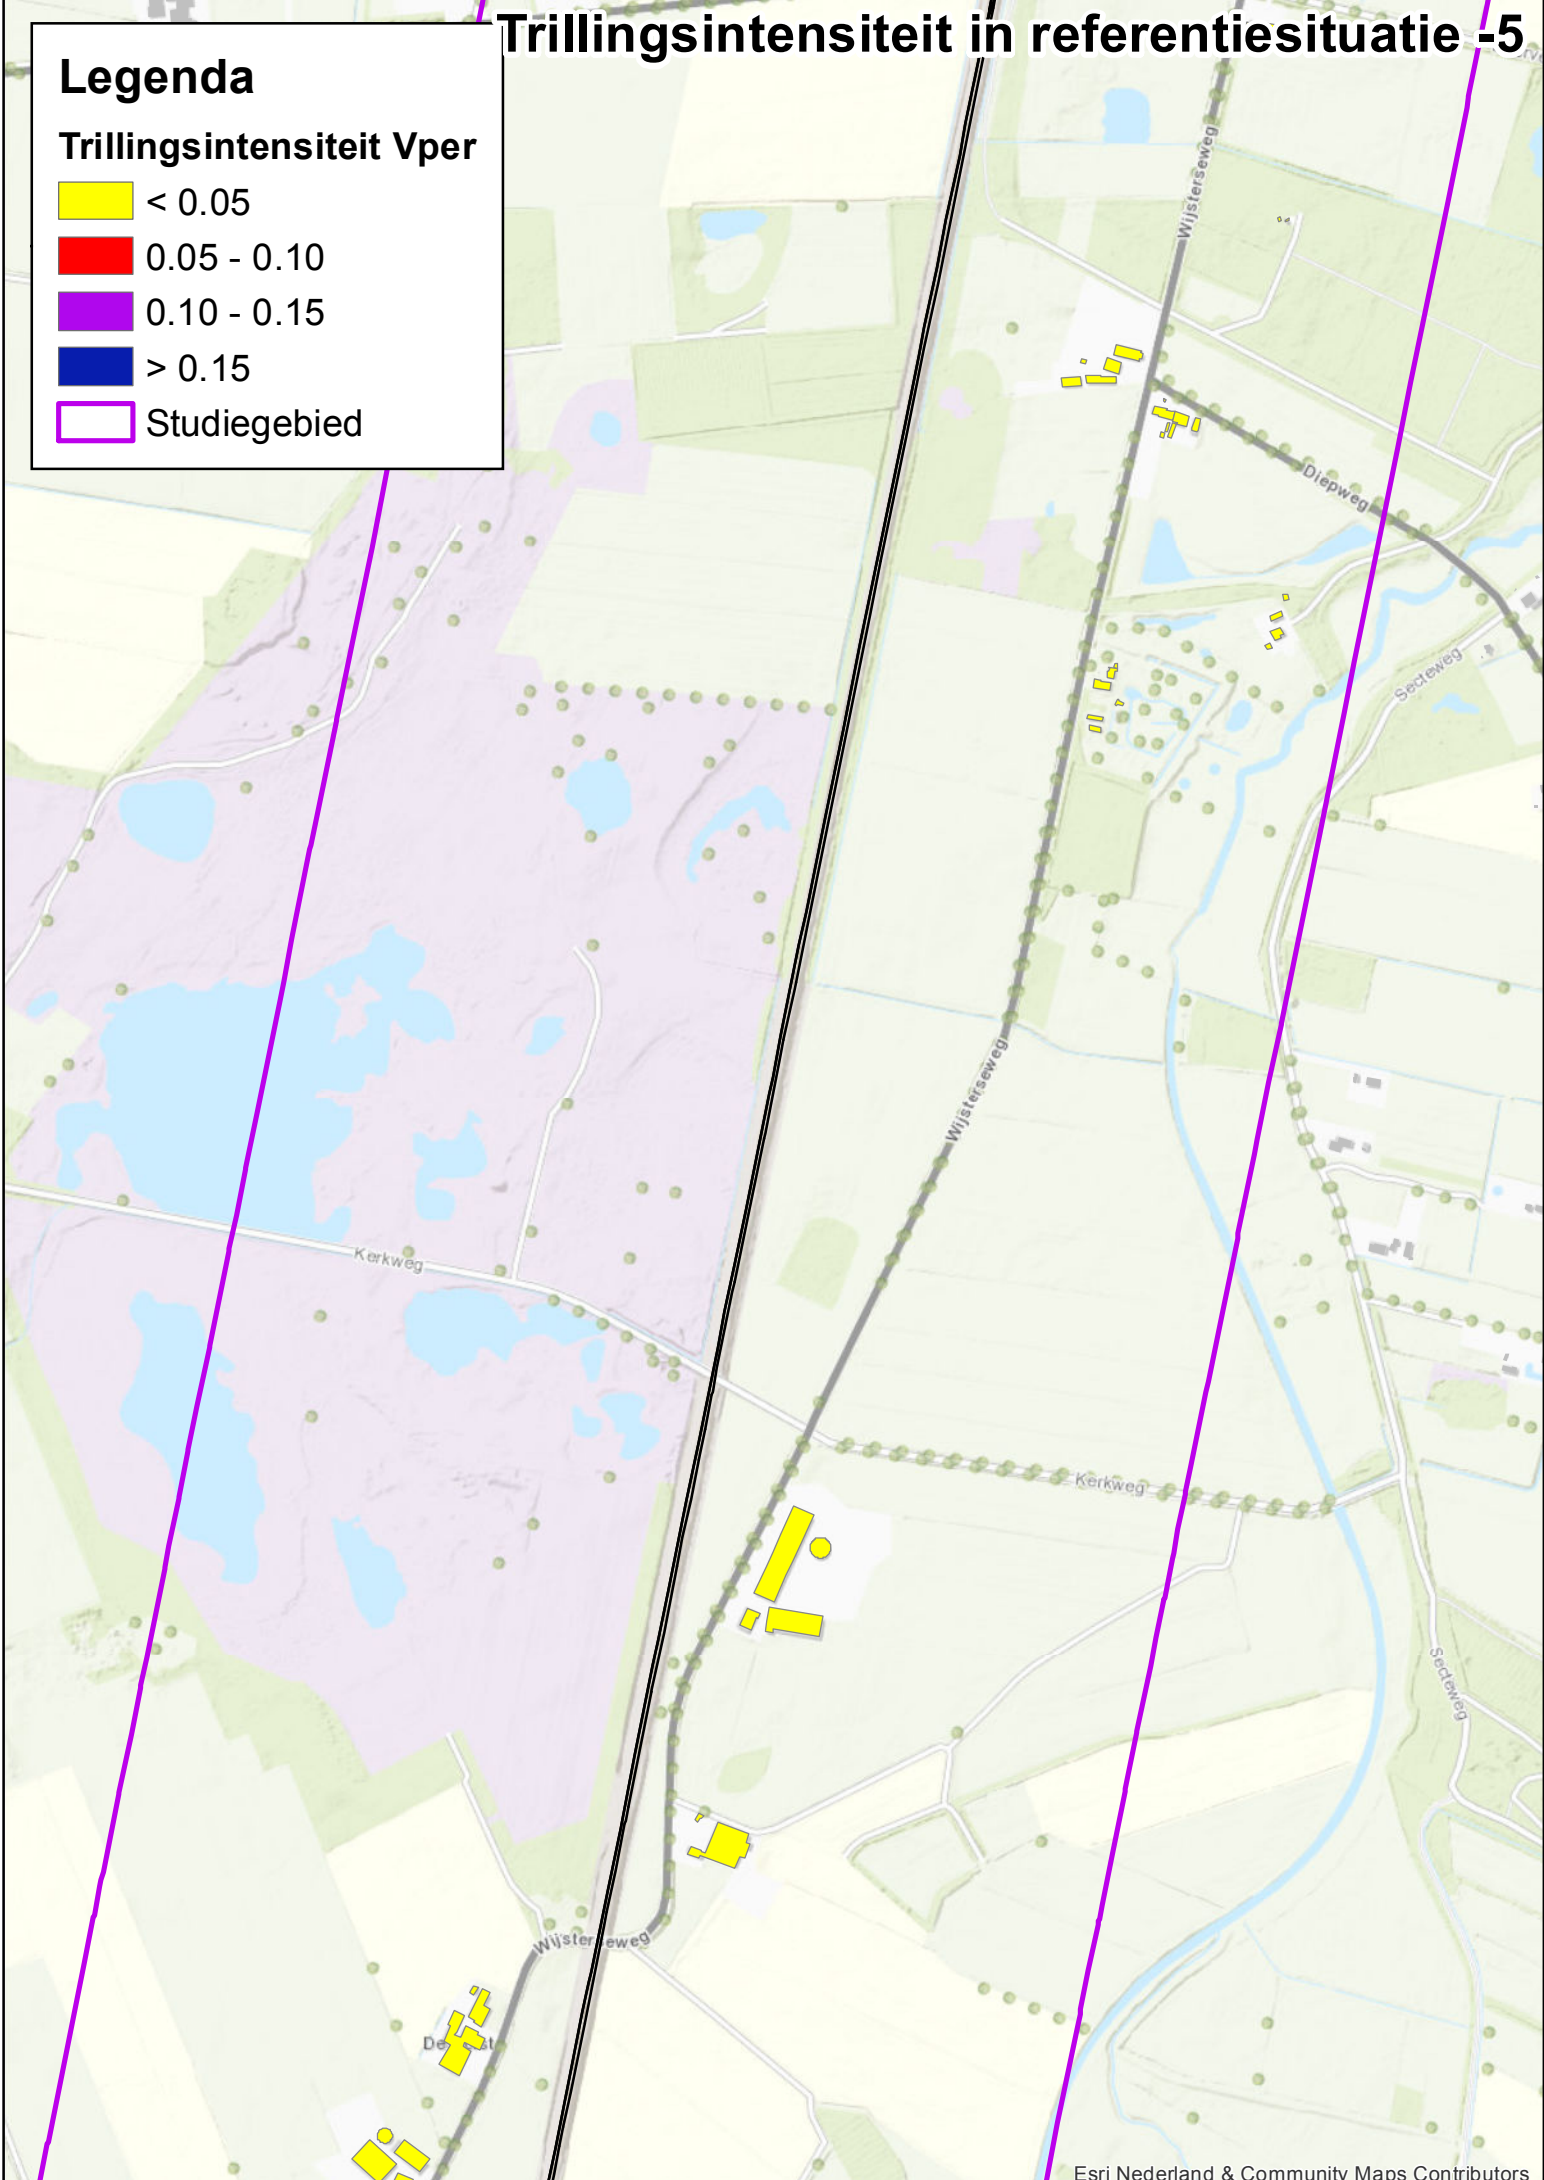 Trillingsintensiteit in referentiesituatie -5
Legenda
Trillingsintensiteit Vper
< 0.05
0.05 - 0.10
0.10 - 0.15
> 0.15
Studiegebied
Wijsterseweg
Diepweg
Secteweg
Wijsterseweg
Kerkweg
Kerkweg
Secteweg
Wijsterseweg
Esri Nederland & Community Maps Contributors